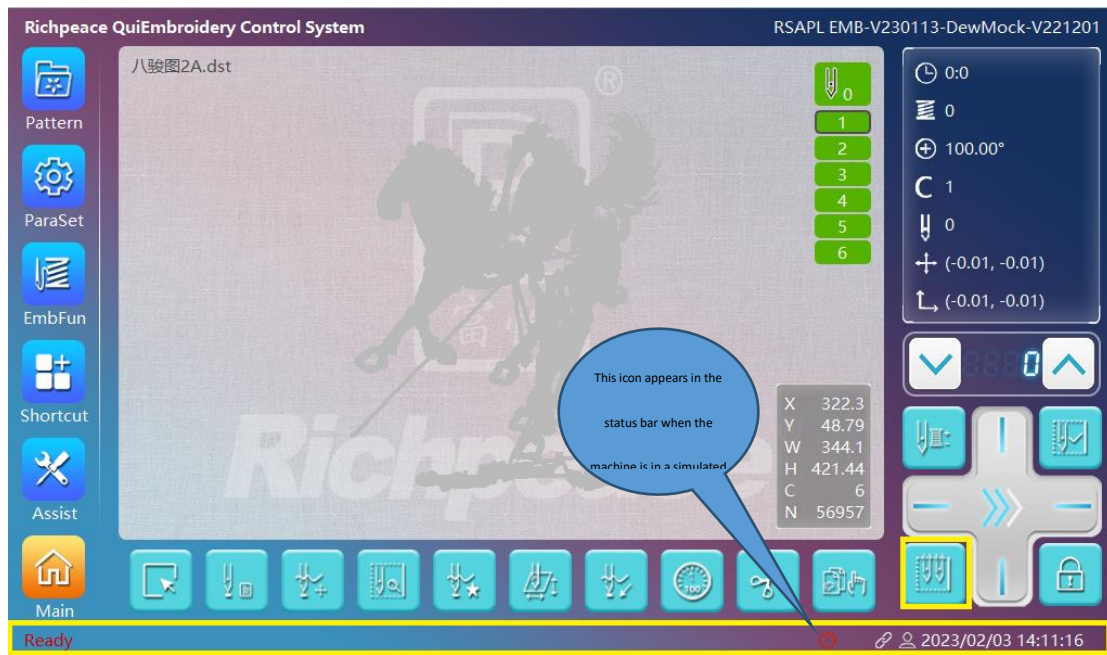 Richpeace QuiEmbroidery Control System
RSAPL EMB-V230113-DewMock-V221201
Pattern
ParaSet
EmbFun
Shortcut
Assist
Main
八骏图2A.dst
0
1
2
3
4
5
6
This icon appears in the
status bar when the
machine is in a simulated
Richpeace
®
X 322.3
Y 48.79
W 344.1
H 421.44
C 6
N 56957
0:0
0
100.00°
C 1
0
(-0.01, -0.01)
(-0.01, -0.01)
0
100
Ready
2023/02/03 14:11:16